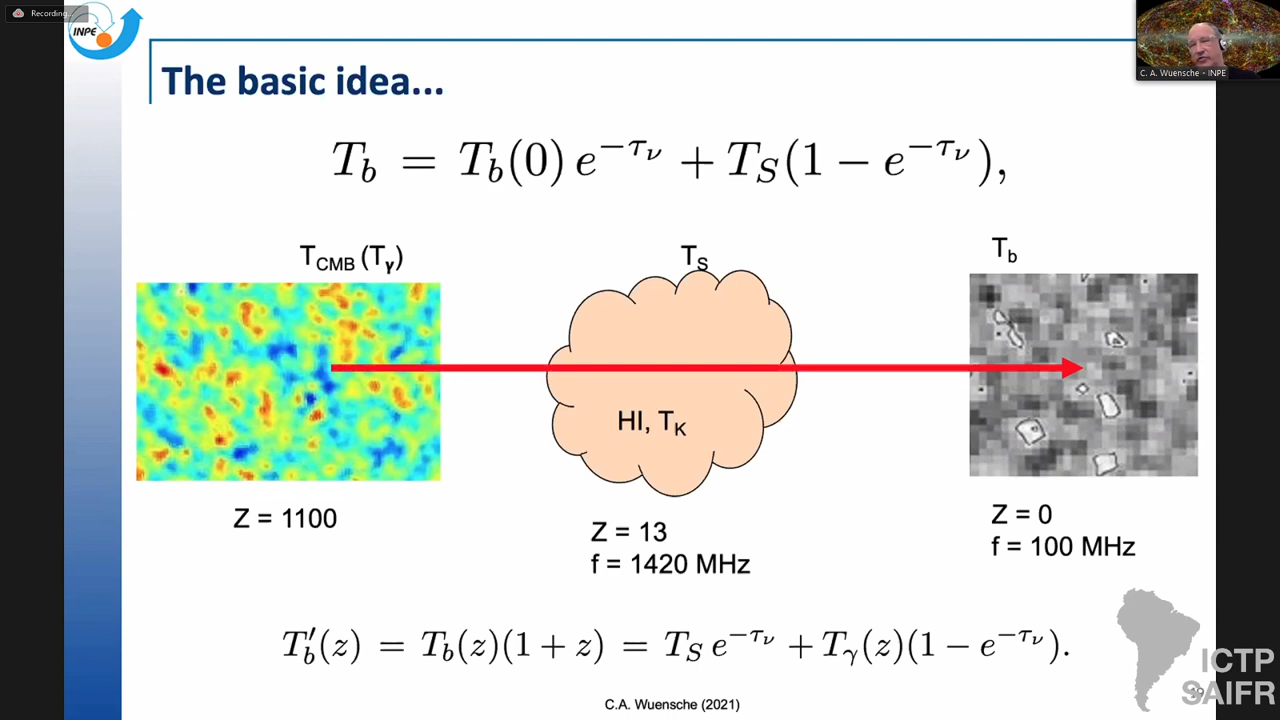 Recording...
INPE
C. A. Wuensche - INPE
The basic idea...
T_b = T_b(0) e^{-τ_ν} + T_S(1 − e^{-τ_ν}),
T_CMB (T_γ)
T_S
T_b
HI, T_K
Z = 1100
Z = 13
f = 1420 MHz
Z = 0
f = 100 MHz
T′_b(z) = T_b(z)(1 + z) = T_S e^{-τ_ν} + T_γ(z)(1 − e^{-τ_ν}).
ICTP
SAIFR
C.A. Wuensche (2021)